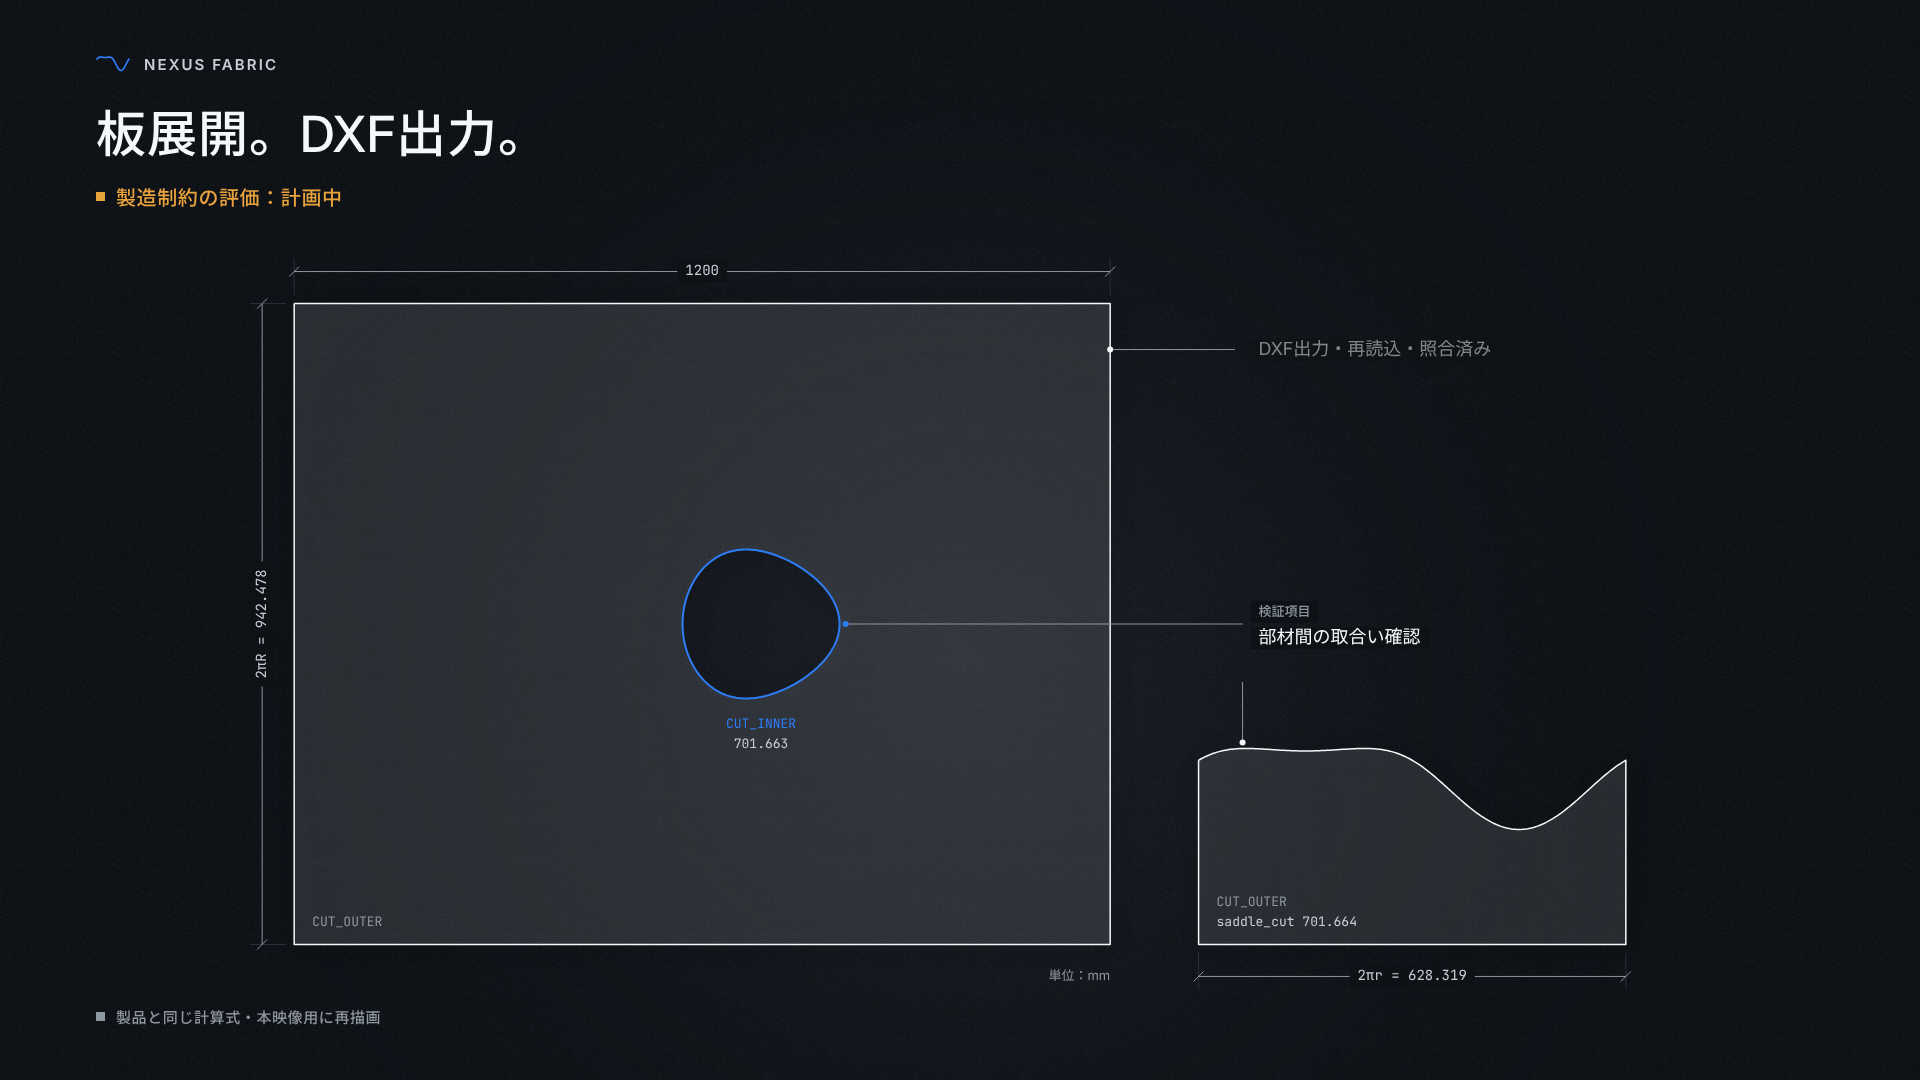 NEXUS FABRIC
板展開。DXF出力。
製造制約の評価：計画中
1200
DXF出力・再読込・照合済み
2πR = 942.478
検証項目
部材間の取合い確認
CUT_INNER
701.663
CUT_OUTER
CUT_OUTER
saddle_cut 701.664
単位：mm
2πr = 628.319
製品と同じ計算式・本映像用に再描画